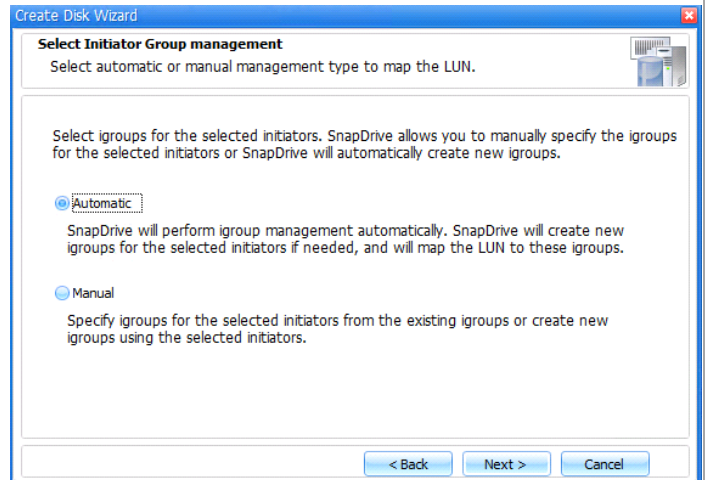 Create Disk Wizard
Select Initiator Group management
Select automatic or manual management type to map the LUN.
Select igroups for the selected initiators. SnapDrive allows you to manually specify the igroups
for the selected initiators or SnapDrive will automatically create new igroups.
Automatic
SnapDrive will perform igroup management automatically. SnapDrive will create new
igroups for the selected initiators if needed, and will map the LUN to these igroups.
Manual
Specify igroups for the selected initiators from the existing igroups or create new
igroups using the selected initiators.
< Back Next > Cancel